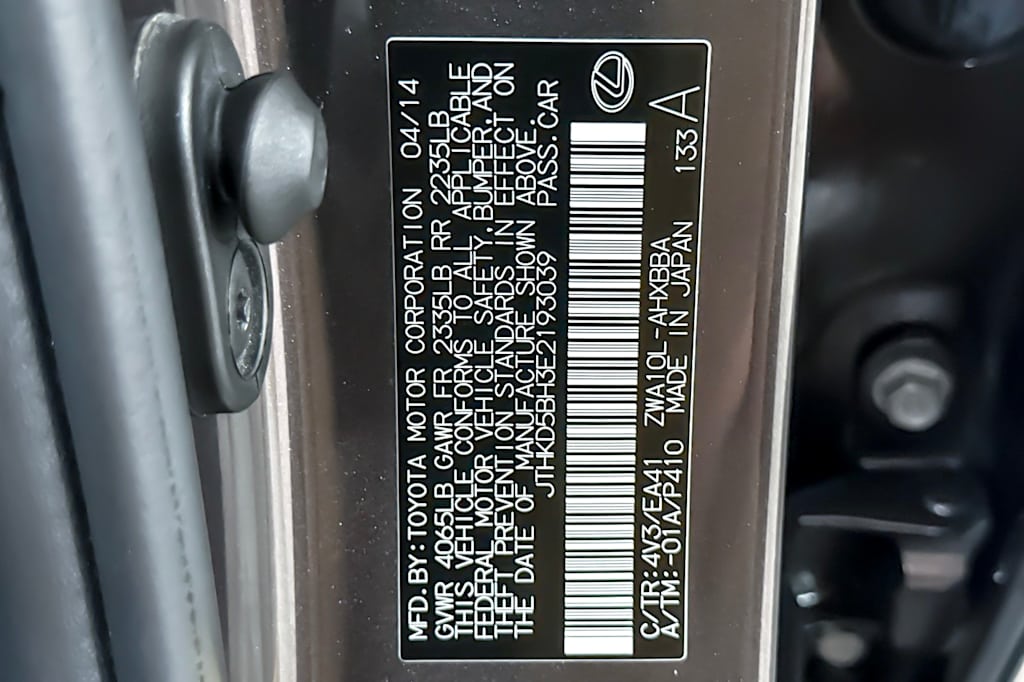 MFD.BY:TOYOTA MOTOR CORPORATION 04/14
GVWR 4065LB GAWR FR 2335LB RR 2235LB
THIS VEHICLE CONFORMS TO ALL APPLICABLE
FEDERAL MOTOR VEHICLE SAFETY,BUMPER,AND
THEFT PREVENTION STANDARDS IN EFFECT ON
THE DATE OF MANUFACTURE SHOWN ABOVE.
JTHKD5BH3E2193039 PASS.CAR
C/TR:4V3/EA41 ZWA10L-AHXBBA
A/TM:-01A/P410 MADE IN JAPAN 133 A